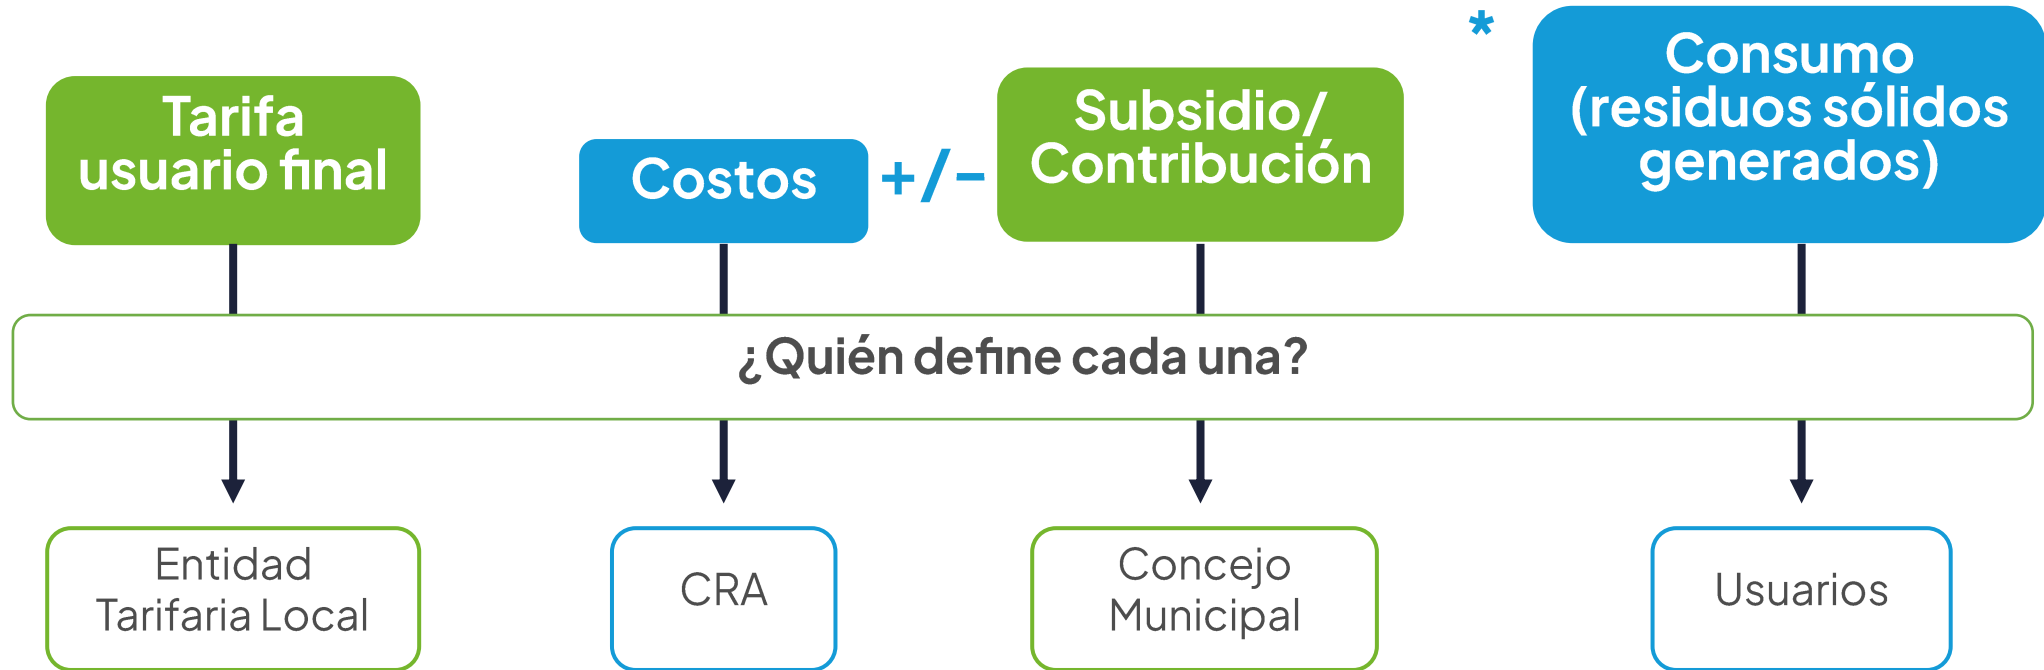 Tarifa
usuario final
Costos
+/-
Subsidio/
Contribución
*
Consumo
(residuos sólidos
generados)
¿Quién define cada una?
Entidad
Tarifaria Local
CRA
Concejo
Municipal
Usuarios